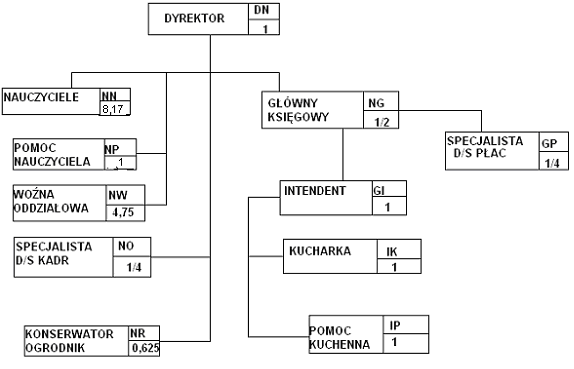 DYREKTOR
DN
1
NAUCZYCIELE
NN
8,17
GLÓWNY
KSIĘGOWY
NG
1/2
POMOC
NAUCZYCIELA
NP
1
SPECJALISTA
D/S PŁAC
GP
1/4
WOŹNA
ODDZIAŁOWA
NW
4,75
INTENDENT
GI
1
SPECJALISTA
D/S KADR
NO
1/4
KUCHARKA
IK
1
KONSERWATOR
OGRODNIK
NR
0,625
POMOC
KUCHENNA
IP
1